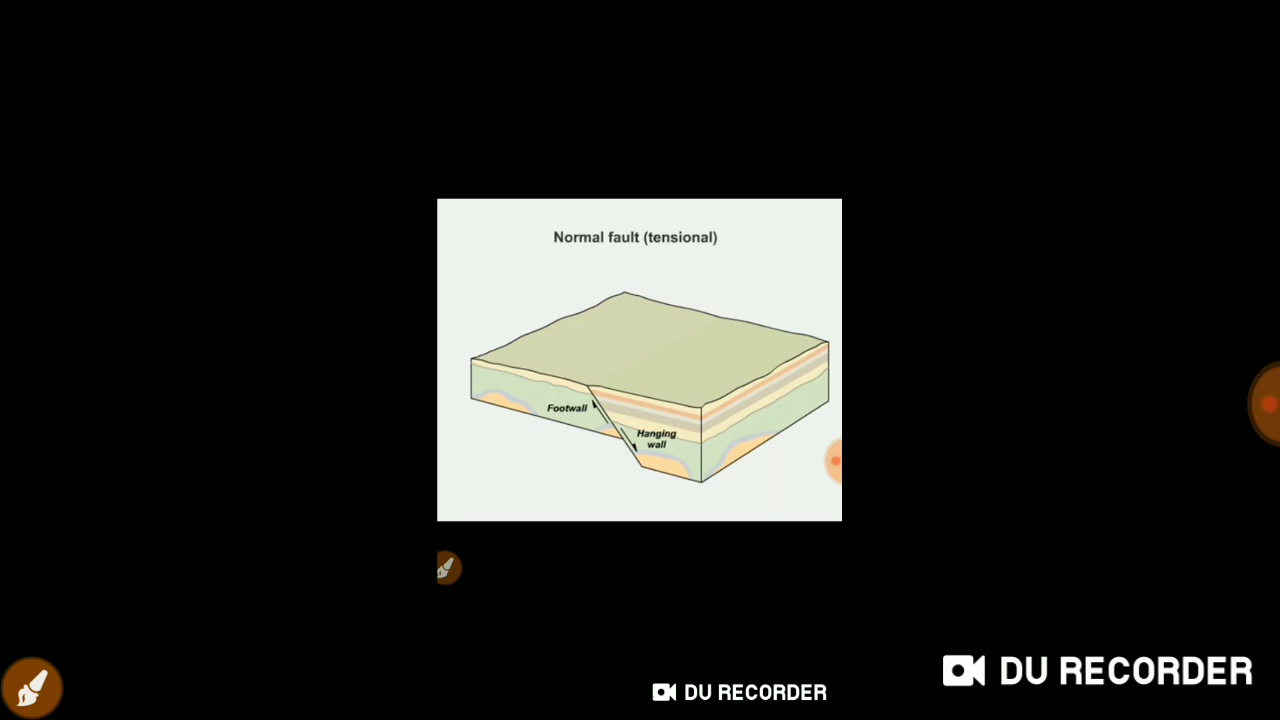 Normal fault (tensional)
Footwall
Hanging
wall
DU RECORDER
DU RECORDER